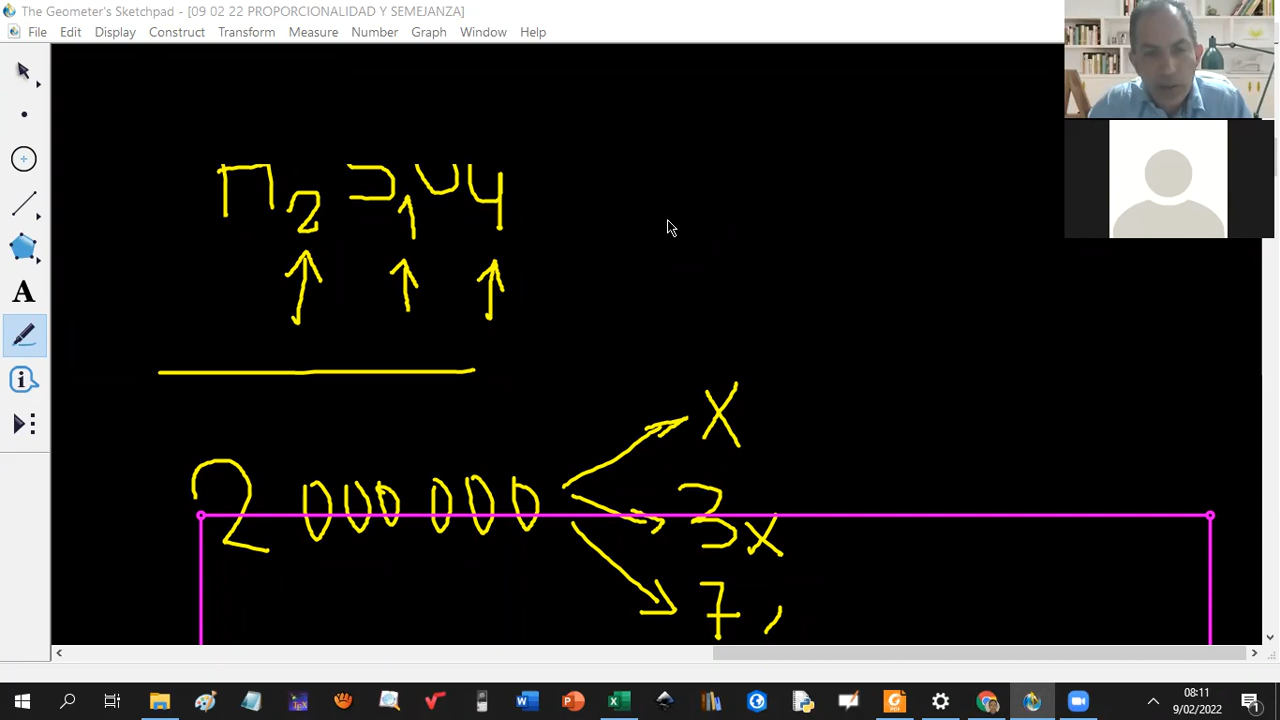 The Geometer's Sketchpad - [09 02 22 PROPORCIONALIDAD Y SEMEJANZA]
File Edit Display Construct Transform Measure Number Graph Window Help
2 1 4
X
2 000 000
3x
7
08:11
9/02/2022